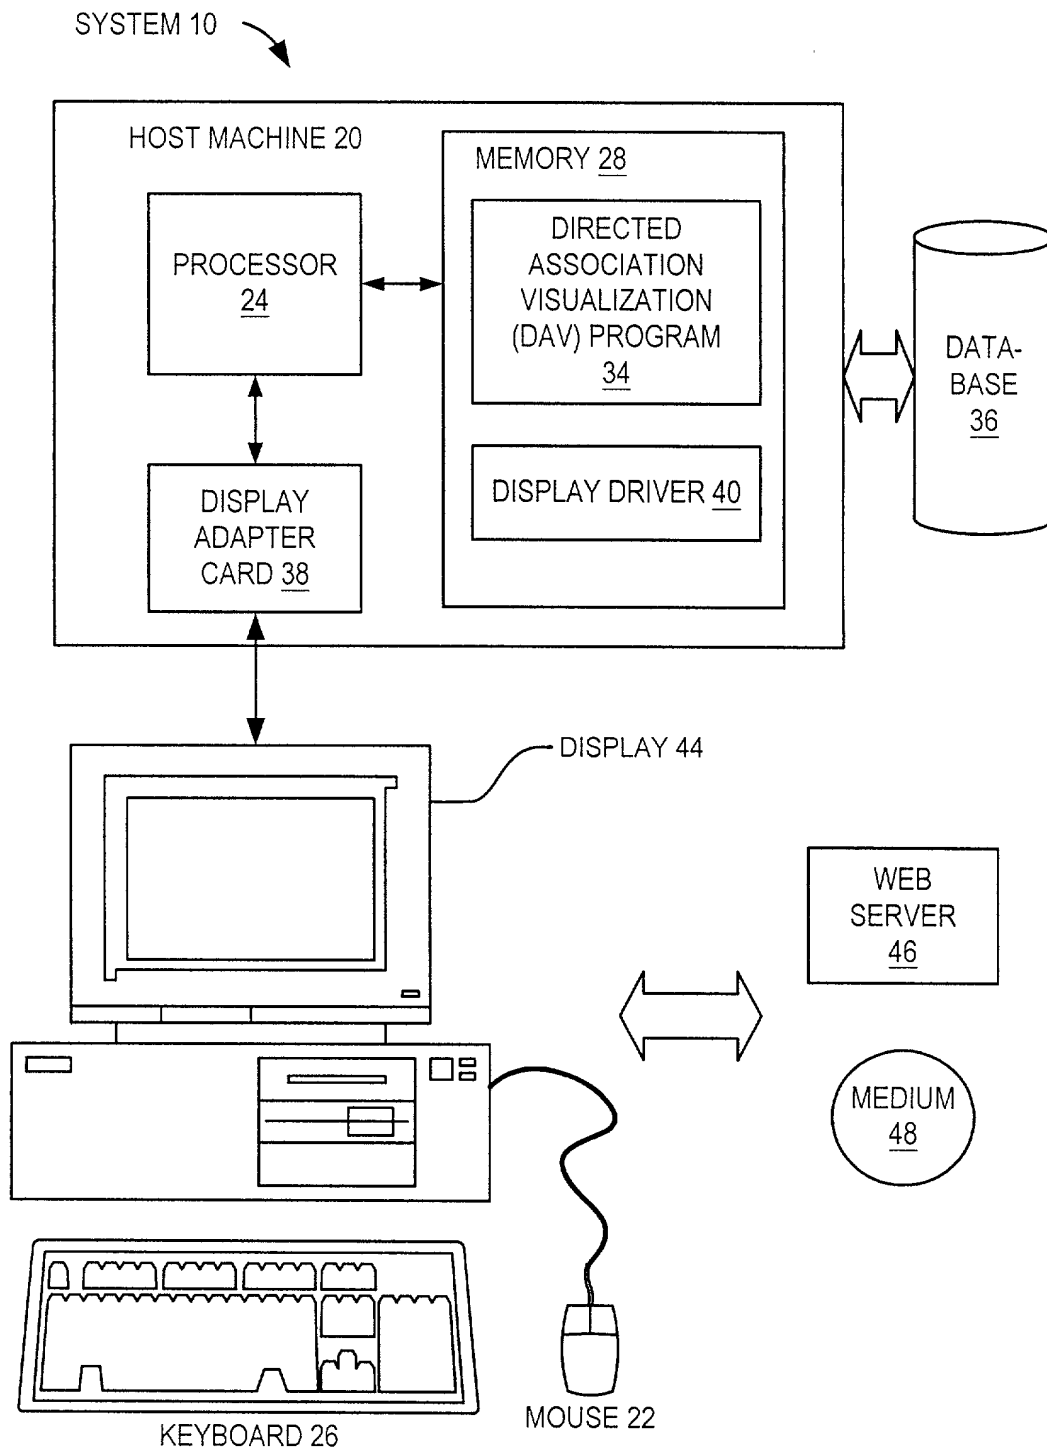 SYSTEM 10
HOST MACHINE 20
MEMORY 28
PROCESSOR
24
DIRECTED
ASSOCIATION
VISUALIZATION
(DAV) PROGRAM
34
DATA-
BASE
36
DISPLAY
ADAPTER
CARD 38
DISPLAY DRIVER 40
DISPLAY 44
WEB
SERVER
46
MEDIUM
48
KEYBOARD 26
MOUSE 22